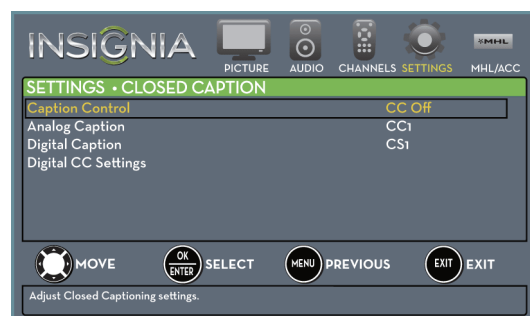 INSIGNIA
PICTURE AUDIO CHANNELS SETTINGS MHL/ACC
MHL
SETTINGS • CLOSED CAPTION
Caption Control CC Off
Analog Caption CC1
Digital Caption CS1
Digital CC Settings
MOVE OK ENTER SELECT MENU PREVIOUS EXIT EXIT
Adjust Closed Captioning settings.